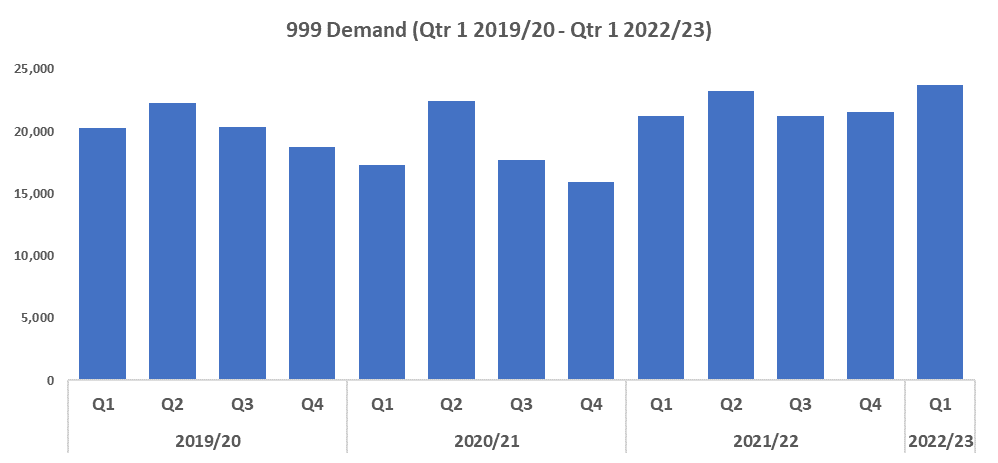 999 Demand (Qtr 1 2019/20 - Qtr 1 2022/23)
25,000
20,000
15,000
10,000
5,000
0
Q1 Q2 Q3 Q4 Q1 Q2 Q3 Q4 Q1 Q2 Q3 Q4 Q1
2019/20 2020/21 2021/22 2022/23